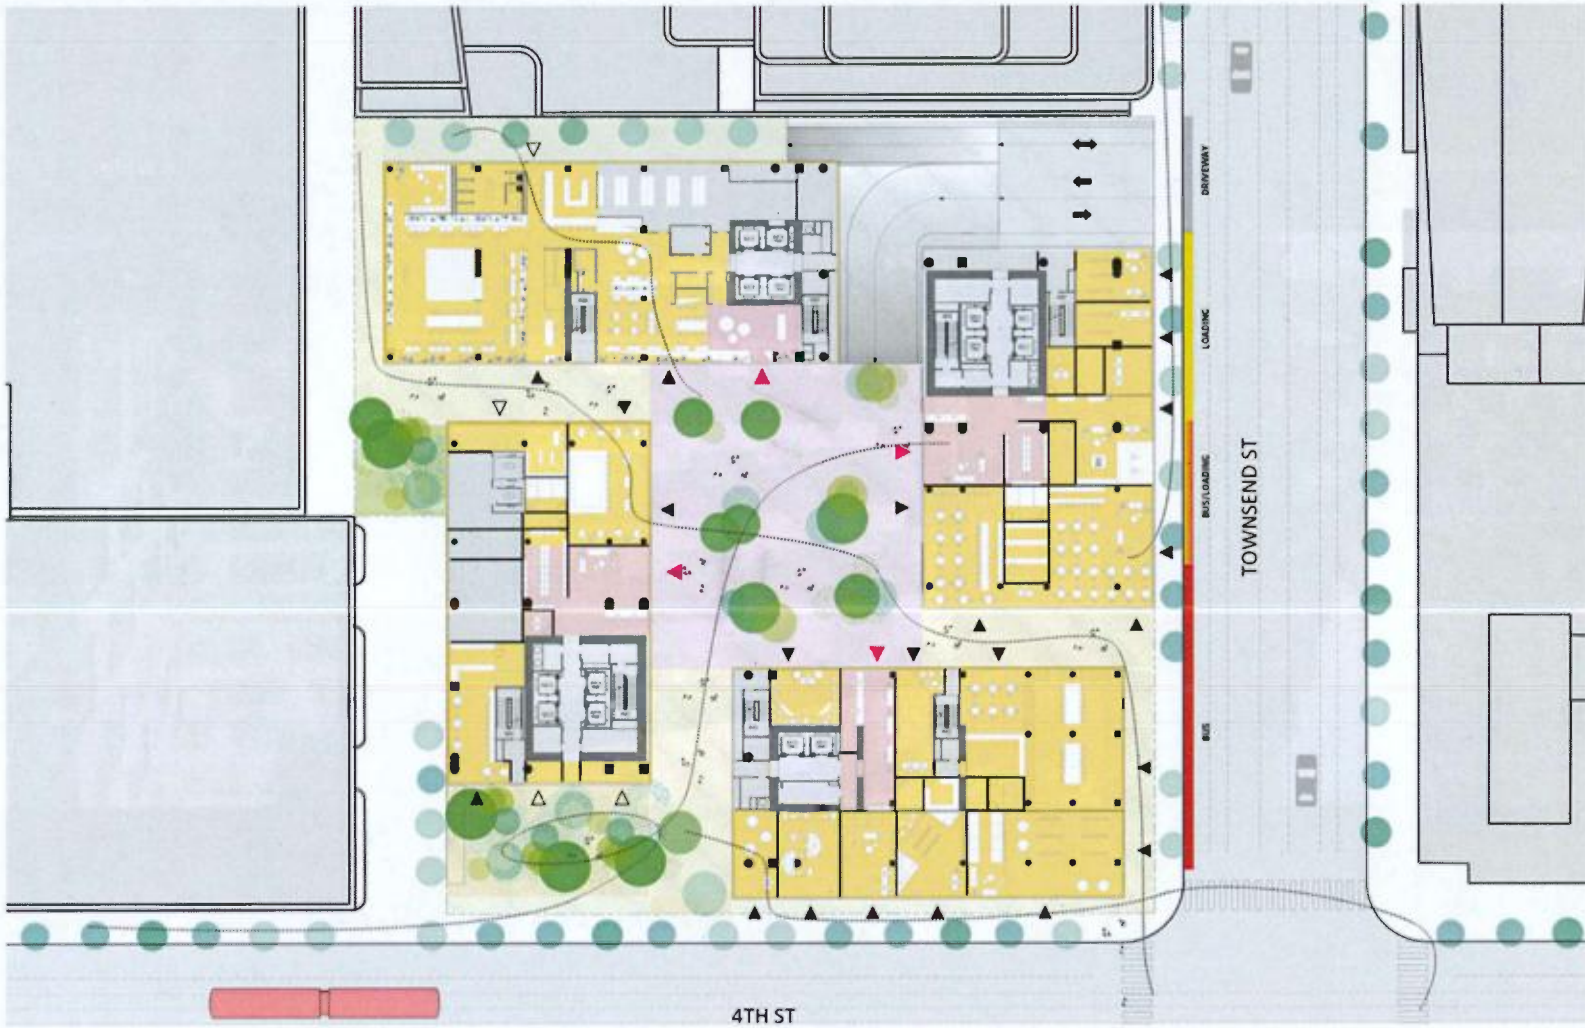 DRIVEWAY
LOADING
BUS/LOADING
TOWNSEND ST
BUS
4TH ST